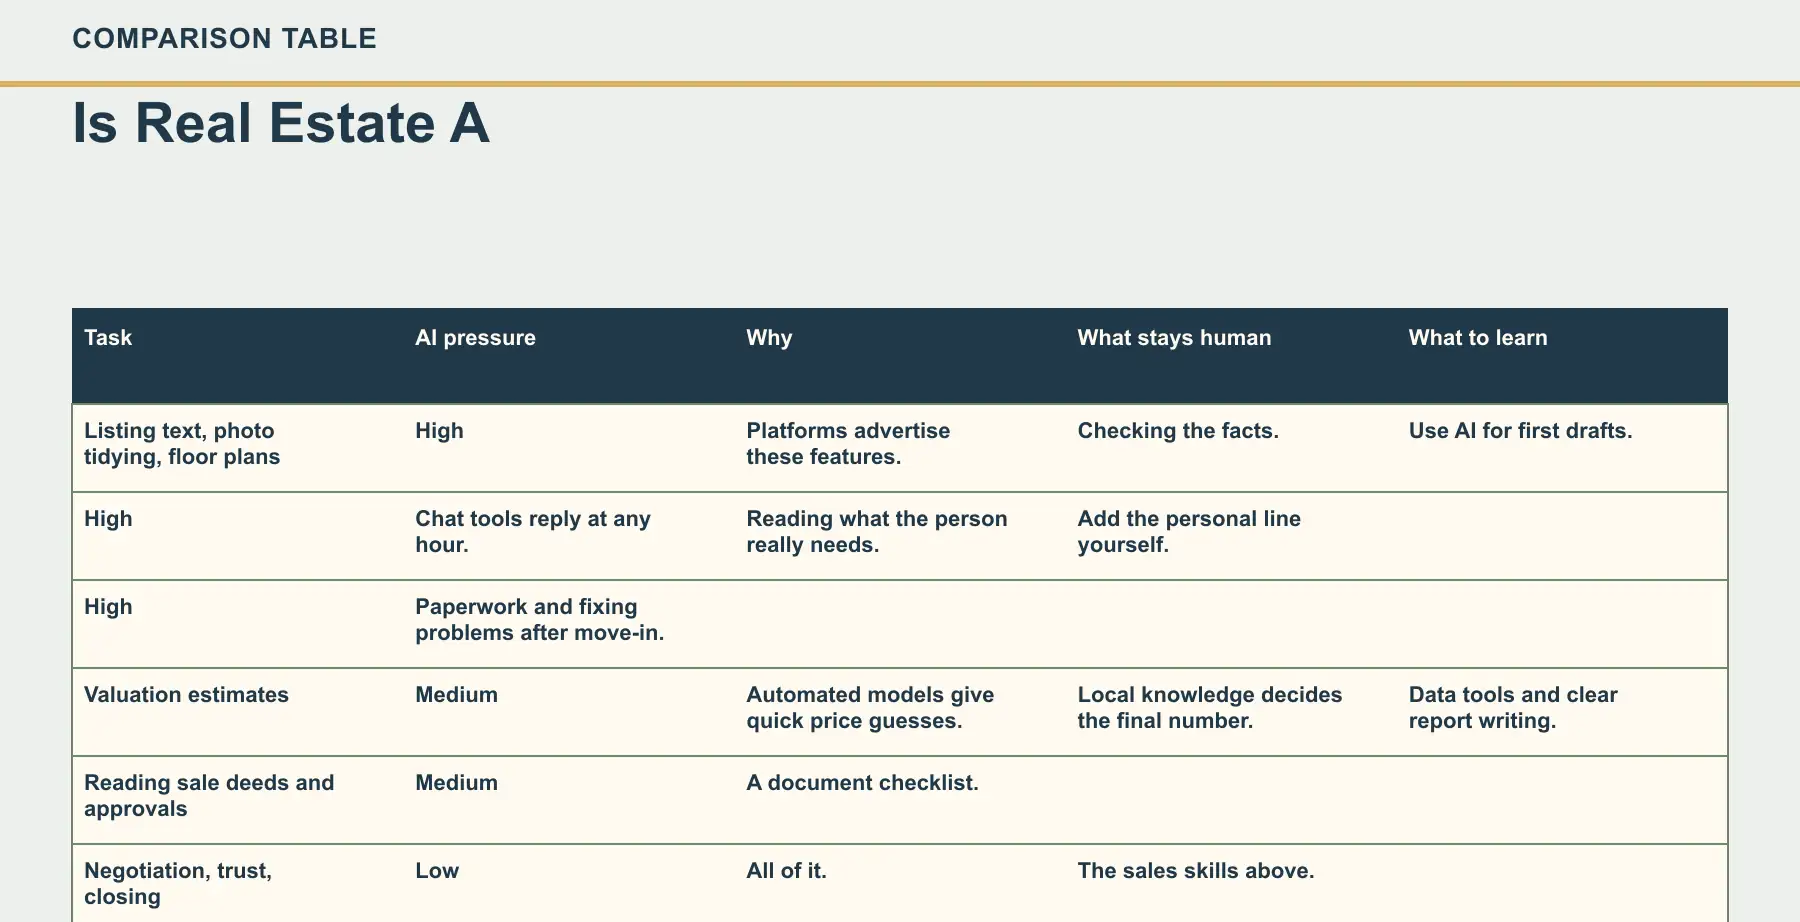 COMPARISON TABLE
Is Real Estate A
Task
AI pressure
Why
What stays human
What to learn
Listing text, photo
tidying, floor plans
High
Platforms advertise
these features.
Checking the facts.
Use AI for first drafts.
High
Chat tools reply at any
hour.
Reading what the person
really needs.
Add the personal line
yourself.
High
Paperwork and fixing
problems after move-in.
Valuation estimates
Medium
Automated models give
quick price guesses.
Local knowledge decides
the final number.
Data tools and clear
report writing.
Reading sale deeds and
approvals
Medium
A document checklist.
Negotiation, trust,
closing
Low
All of it.
The sales skills above.